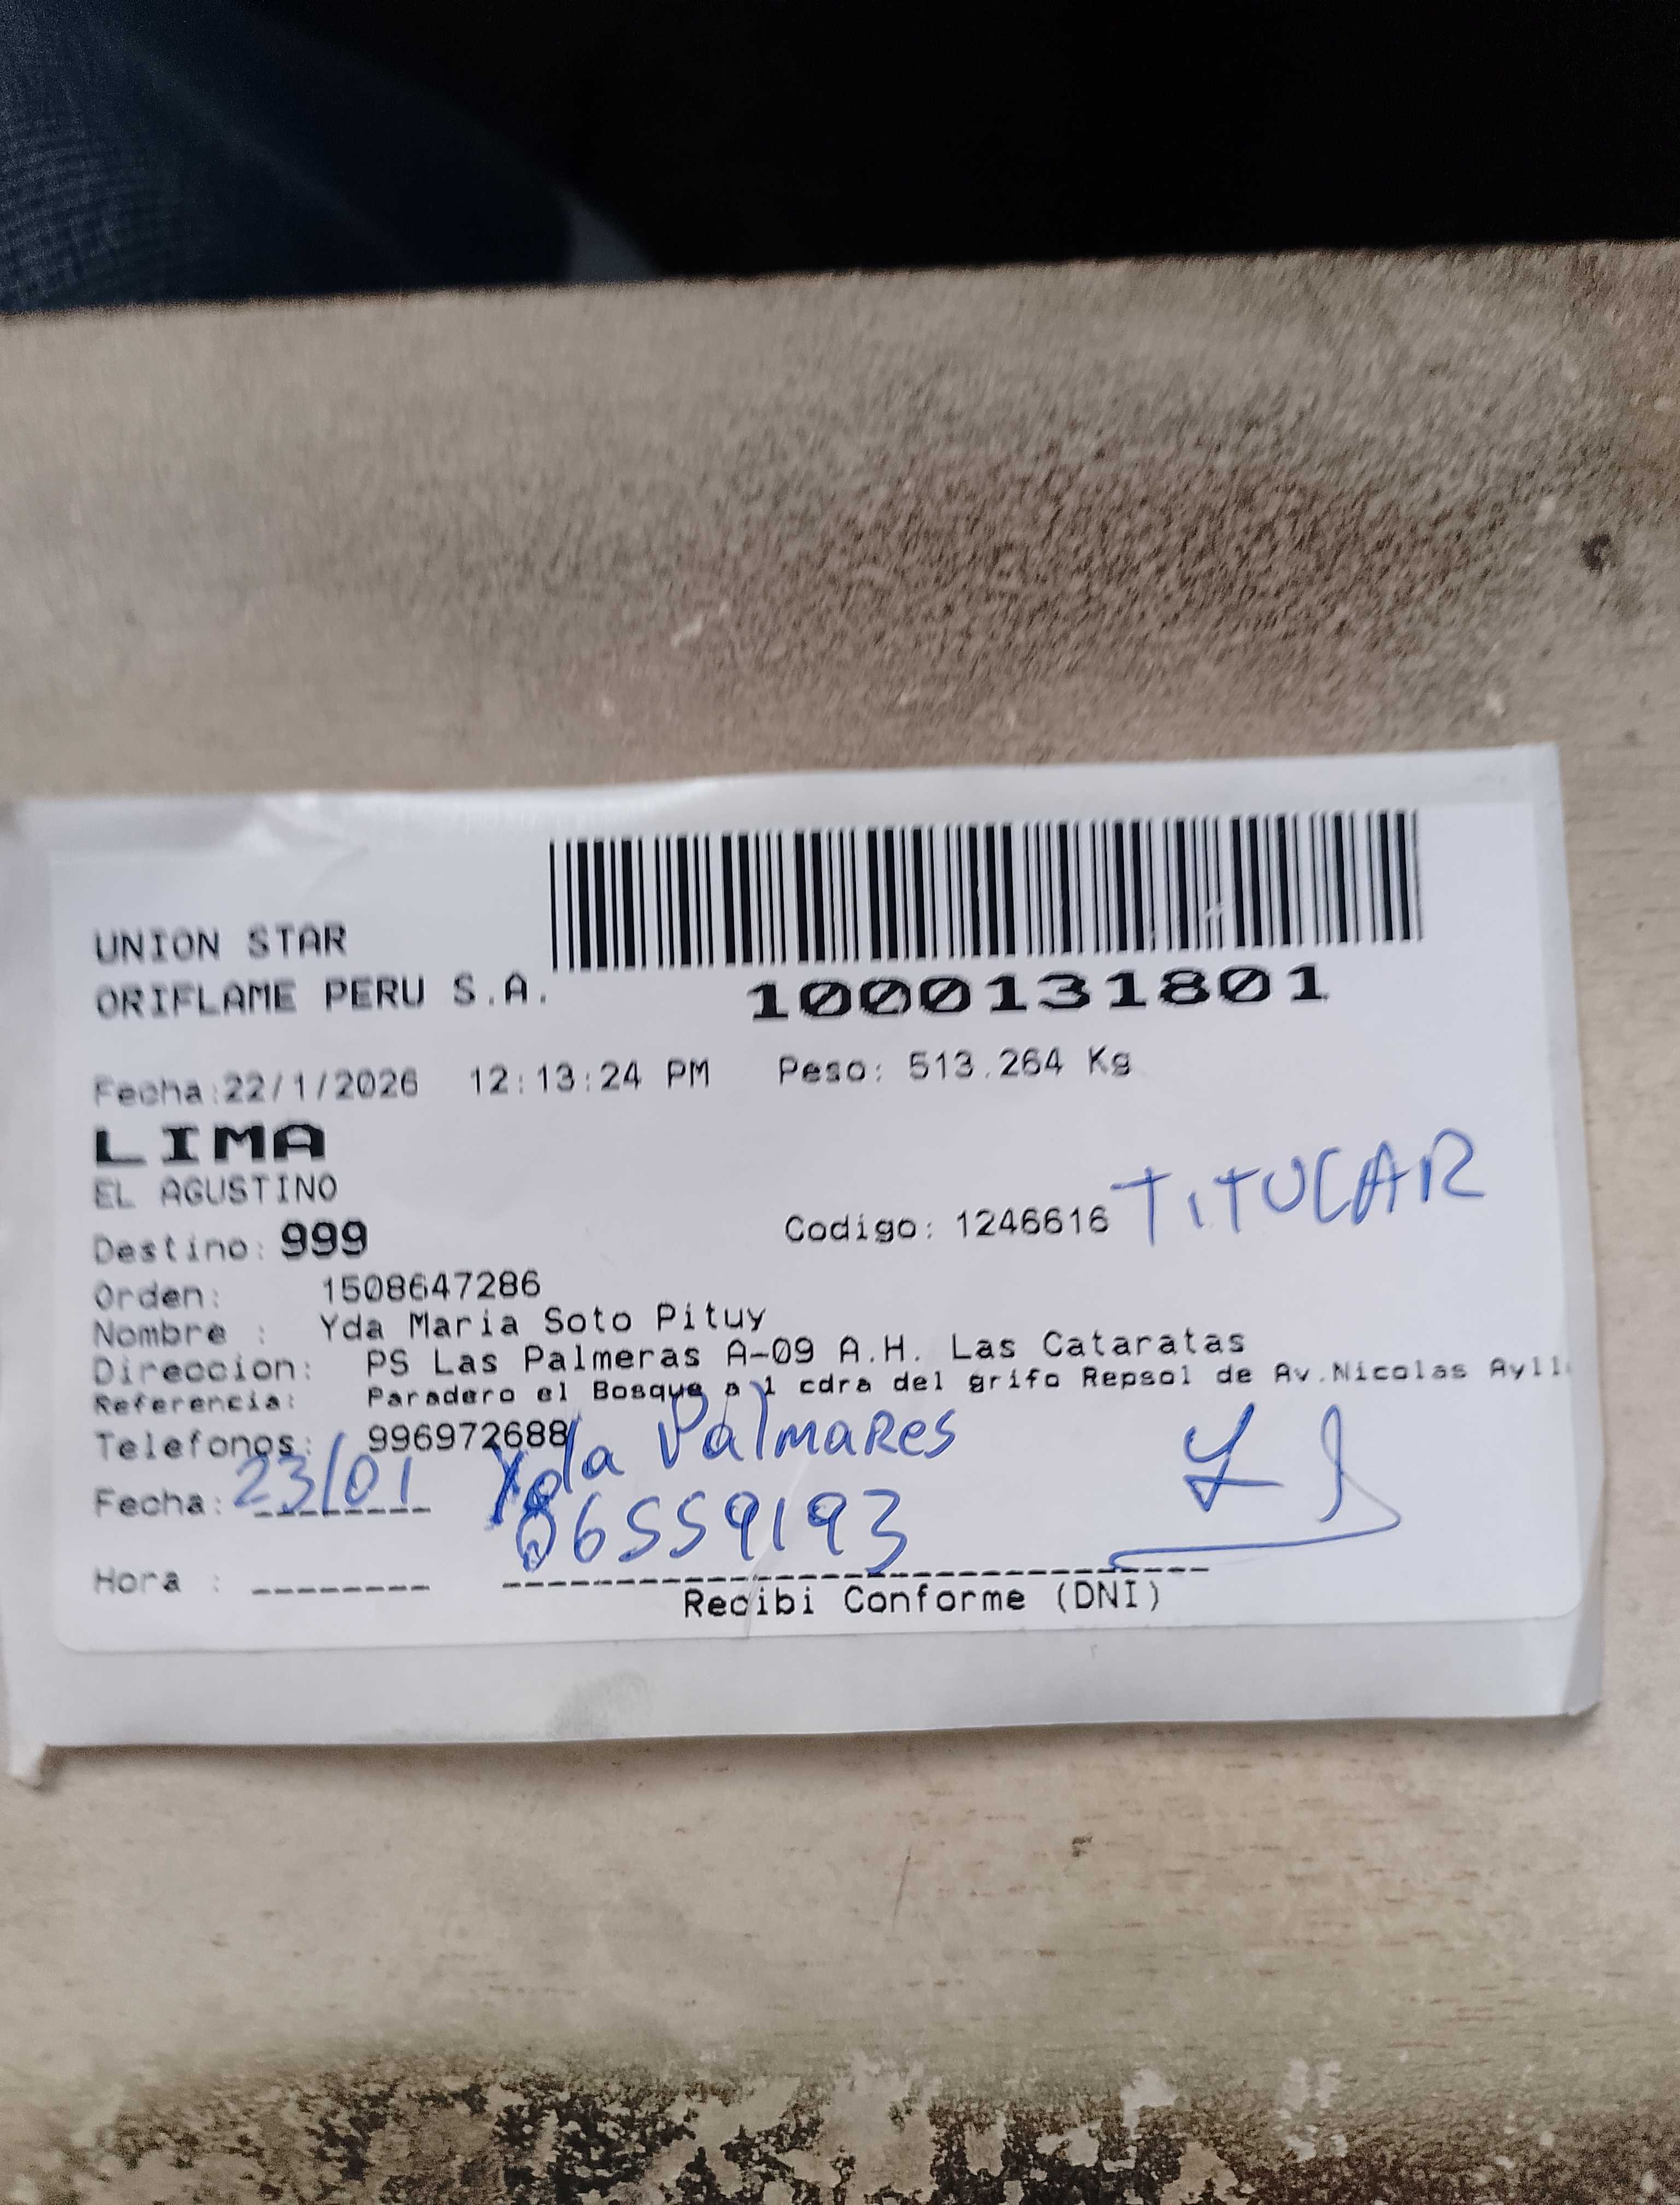 UNION STAR
ORIFLAME PERU S.A.
1000131801
Fecha:22/1/2026 12:13:24 PM Peso: 513.264 Kg
LIMA
EL AGUSTINO
Destino: 999
Codigo: 1246616 TITULAR
Orden: 1508647286
Nombre : Yda Maria Soto Pituy
Direccion: PS Las Palmeras A-09 A.H. Las Cataratas
Referencia: Paradero el Bosque a 1 cdra del grifo Repsol de Av.Nicolas Ayll
Telefonos: 996972688
Yda Palmares
Fecha: 23/01
06559193
Hora :
Recibi Conforme (DNI)